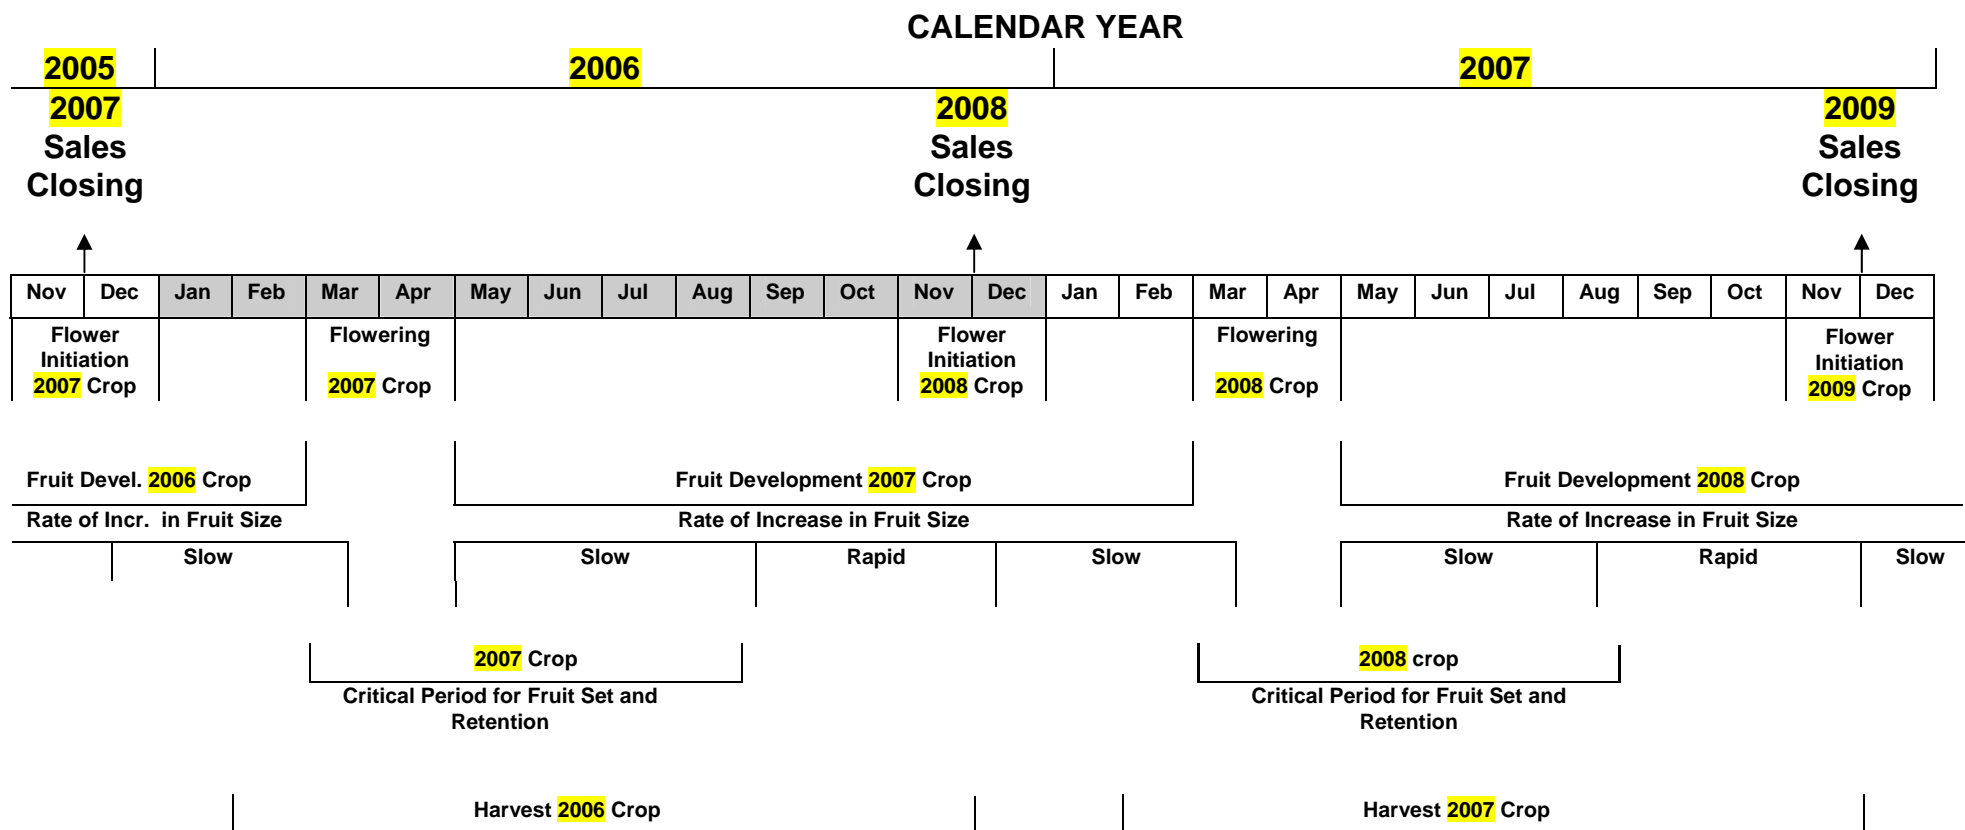 CALENDAR YEAR
2005 2006 2007
2007 2008 2009
Sales Sales Sales
Closing Closing Closing
Nov Dec Jan Feb Mar Apr May Jun Jul Aug Sep Oct Nov Dec Jan Feb Mar Apr May Jun Jul Aug Sep Oct Nov Dec
Flower Flowering Flower Flowering Flower
Initiation Initiation Initiation
2007 Crop 2007 Crop 2008 Crop 2008 Crop 2009 Crop
Fruit Devel. 2006 Crop Fruit Development 2007 Crop Fruit Development 2008 Crop
Rate of Incr. in Fruit Size Rate of Increase in Fruit Size Rate of Increase in Fruit Size
Slow Slow Rapid Slow Slow Rapid Slow
2007 Crop 2008 crop
Critical Period for Fruit Set and Critical Period for Fruit Set and
Retention Retention
Harvest 2006 Crop Harvest 2007 Crop